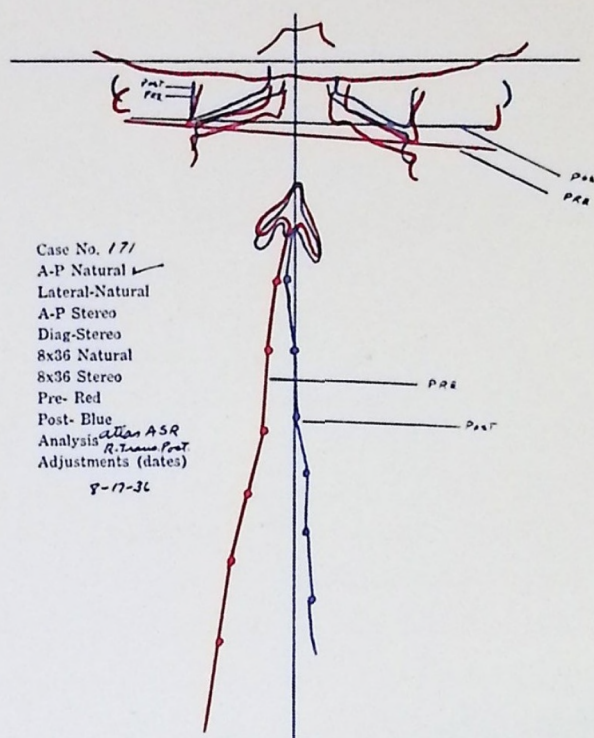 POST
PRE
POST
PRE
Case No. 171
A-P Natural ✓
Lateral-Natural
A-P Stereo
Diag-Stereo
8x36 Natural
8x36 Stereo
Pre- Red
Post- Blue
Analysis atlas ASR
R. Trans. Post.
Adjustments (dates)
8-17-36
PRE
POST